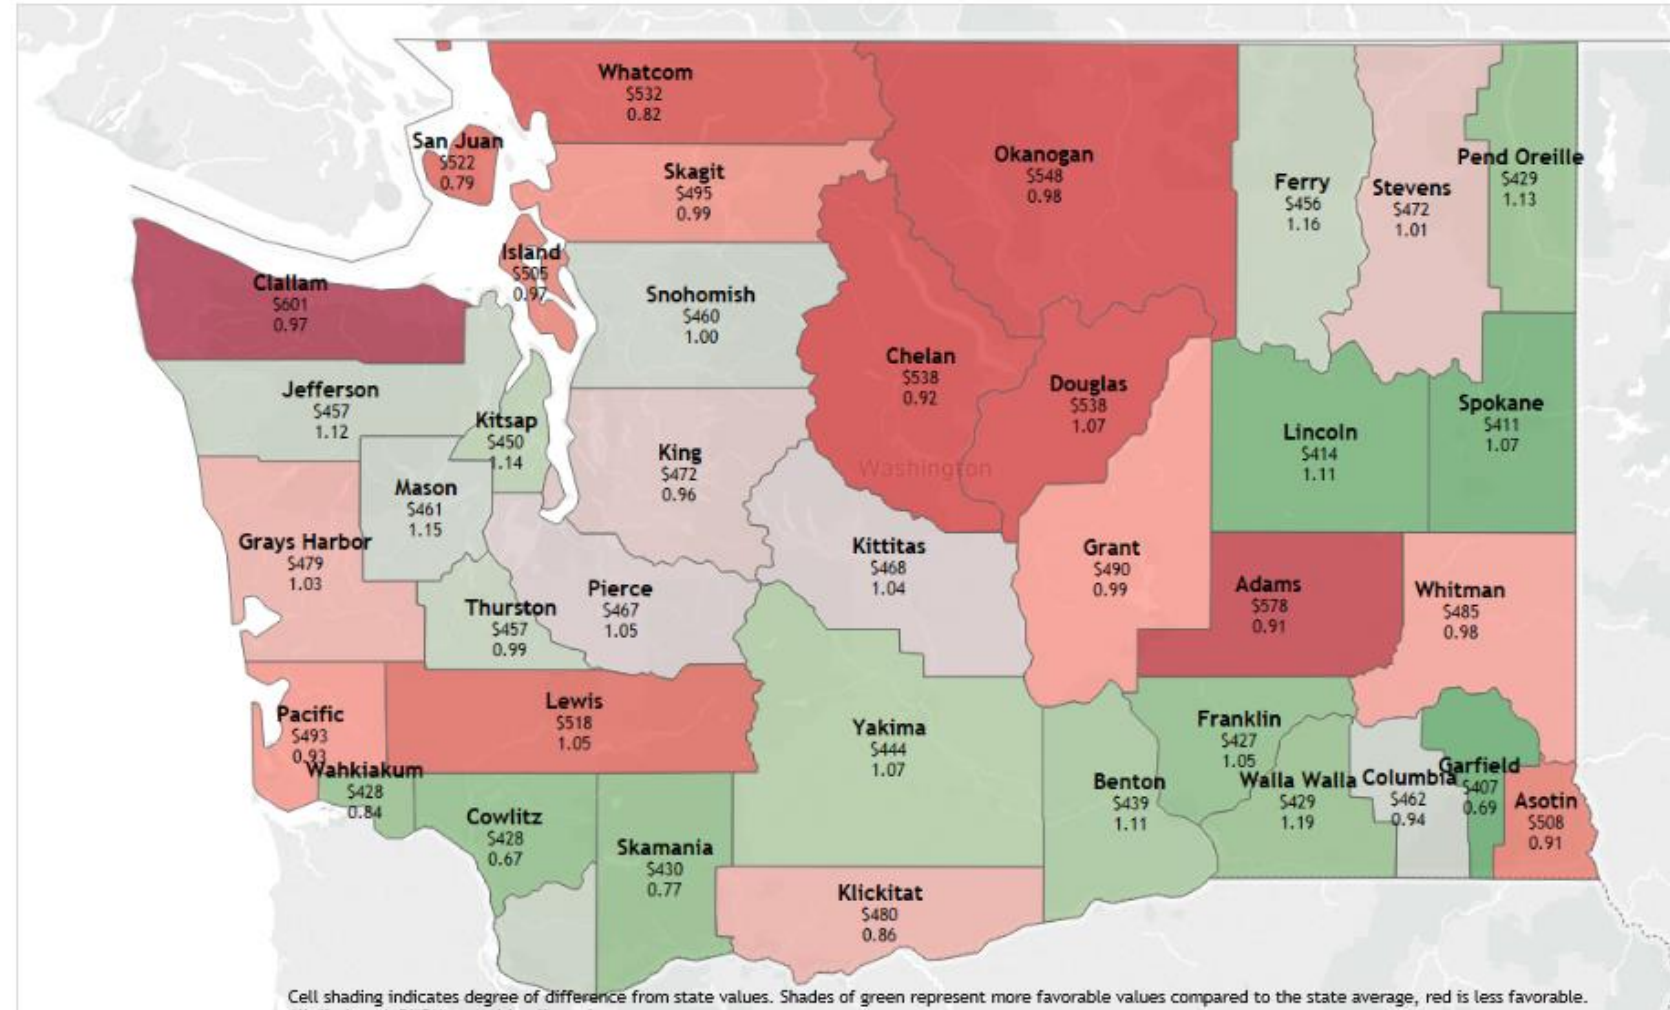 Whatcom
$532
0.82
San Juan
$522
0.79
Skagit
$495
0.99
Okanogan
$548
0.98
Ferry
$456
1.16
Stevens
$472
1.01
Pend Oreille
$429
1.13
Island
$505
0.97
Clallam
$601
0.97
Snohomish
$460
1.00
Chelan
$538
0.92
Douglas
$538
1.07
Jefferson
$457
1.12
Kitsap
$450
1.14
King
$472
0.96
Washington
Lincoln
$414
1.11
Spokane
$411
1.07
Mason
$461
1.15
Grays Harbor
$479
1.03
Kittitas
$468
1.04
Grant
$490
0.99
Adams
$578
0.91
Whitman
$485
0.98
Thurston
$457
0.99
Pierce
$467
1.05
Pacific
$493
0.93
Lewis
$518
1.05
Yakima
$444
1.07
Franklin
$427
1.05
Wahkiakum
$428
0.84
Cowlitz
$428
0.67
Skamania
$430
0.77
Benton
$439
1.11
Walla Walla
$429
1.19
Columbia
$462
0.94
Garfield
$407
0.69
Asotin
$508
0.91
Klickitat
$480
0.86
Cell shading indicates degree of difference from state values. Shades of green represent more favorable values compared to the state average, red is less favorable.